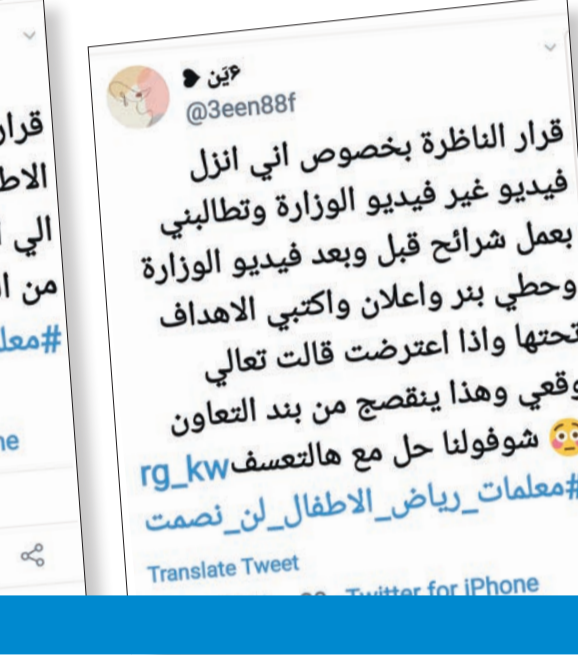 عَين
@3een88f
قرار الناظرة بخصوص اني انزل
فيديو غير فيديو الوزارة وتطالبني
بعمل شرائح قبل وبعد فيديو الوزارة
وحطي بنر واعلان واكتبي الاهداف
تحتها واذا اعترضت قالت تعالي
وقعي وهذا ينقصج من بند التعاون
😳 شوفولنا حل مع هالتعسفrg_kw
#معلمات_رياض_الاطفال_لن_نصمت
Translate Tweet
Twitter for iPhone
قرار
الاط
الي
من ال
#معل
ne